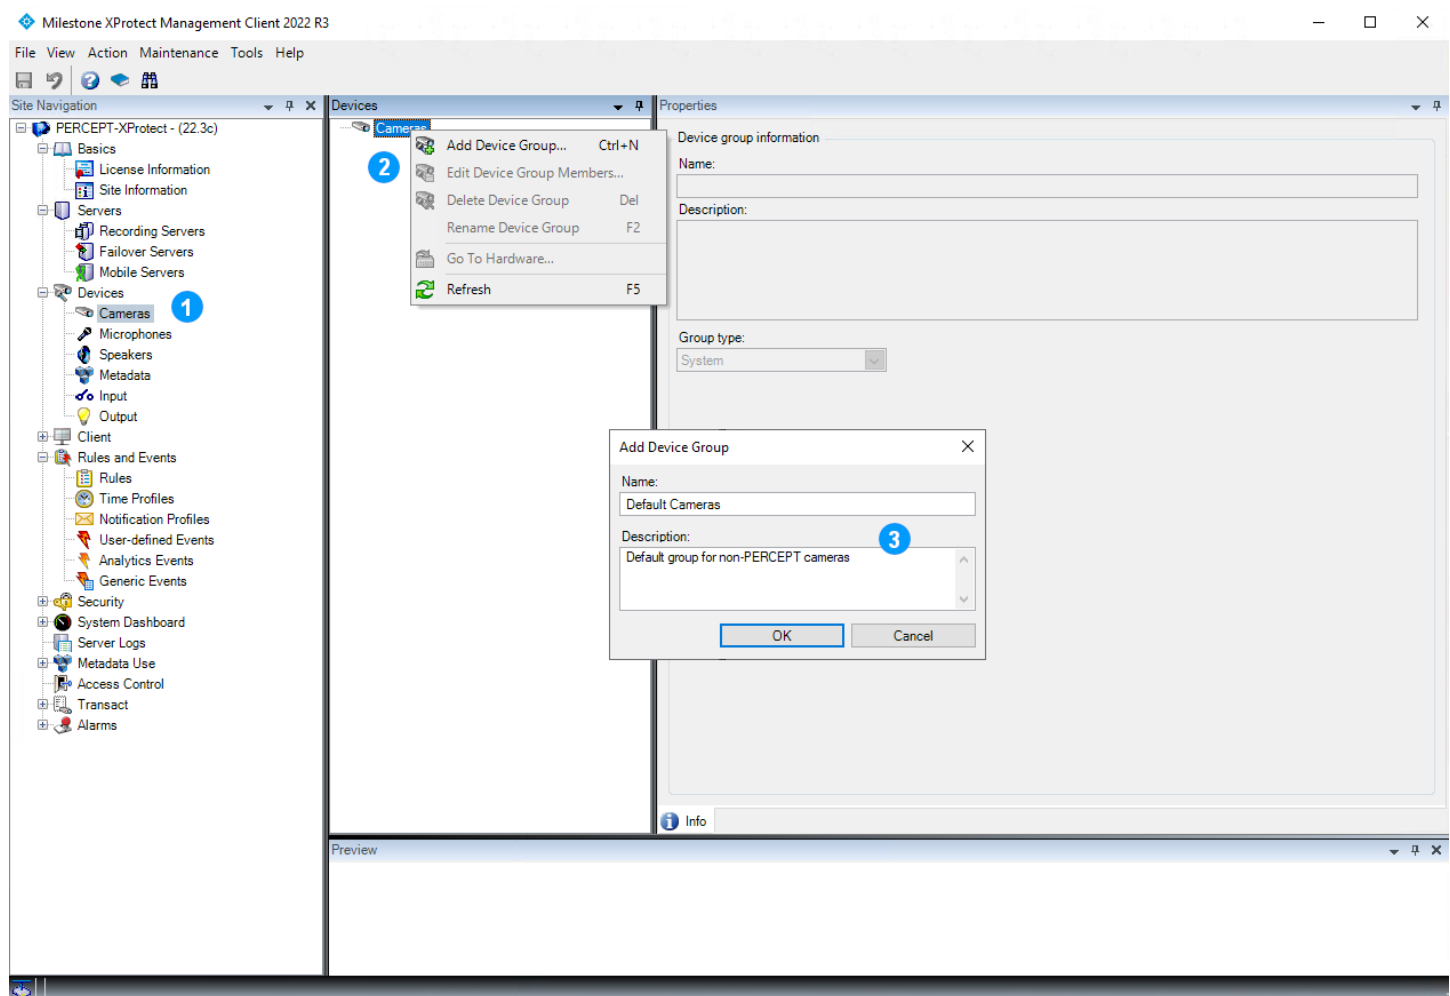 Milestone XProtect Management Client 2022 R3
File View Action Maintenance Tools Help
Site Navigation
PERCEPT-XProtect - (22.3c)
Basics
License Information
Site Information
Servers
Recording Servers
Failover Servers
Mobile Servers
Devices
Cameras
1
Microphones
Speakers
Metadata
Input
Output
Client
Rules and Events
Rules
Time Profiles
Notification Profiles
User-defined Events
Analytics Events
Generic Events
Security
System Dashboard
Server Logs
Metadata Use
Access Control
Transact
Alarms
Devices
Cameras
2
Add Device Group... Ctrl+N
Edit Device Group Members...
Delete Device Group Del
Rename Device Group F2
Go To Hardware...
Refresh F5
Properties
Device group information
Name:
Description:
Group type:
System
Add Device Group
Name:
Default Cameras
Description:
3
Default group for non-PERCEPT cameras
OK Cancel
Info
Preview